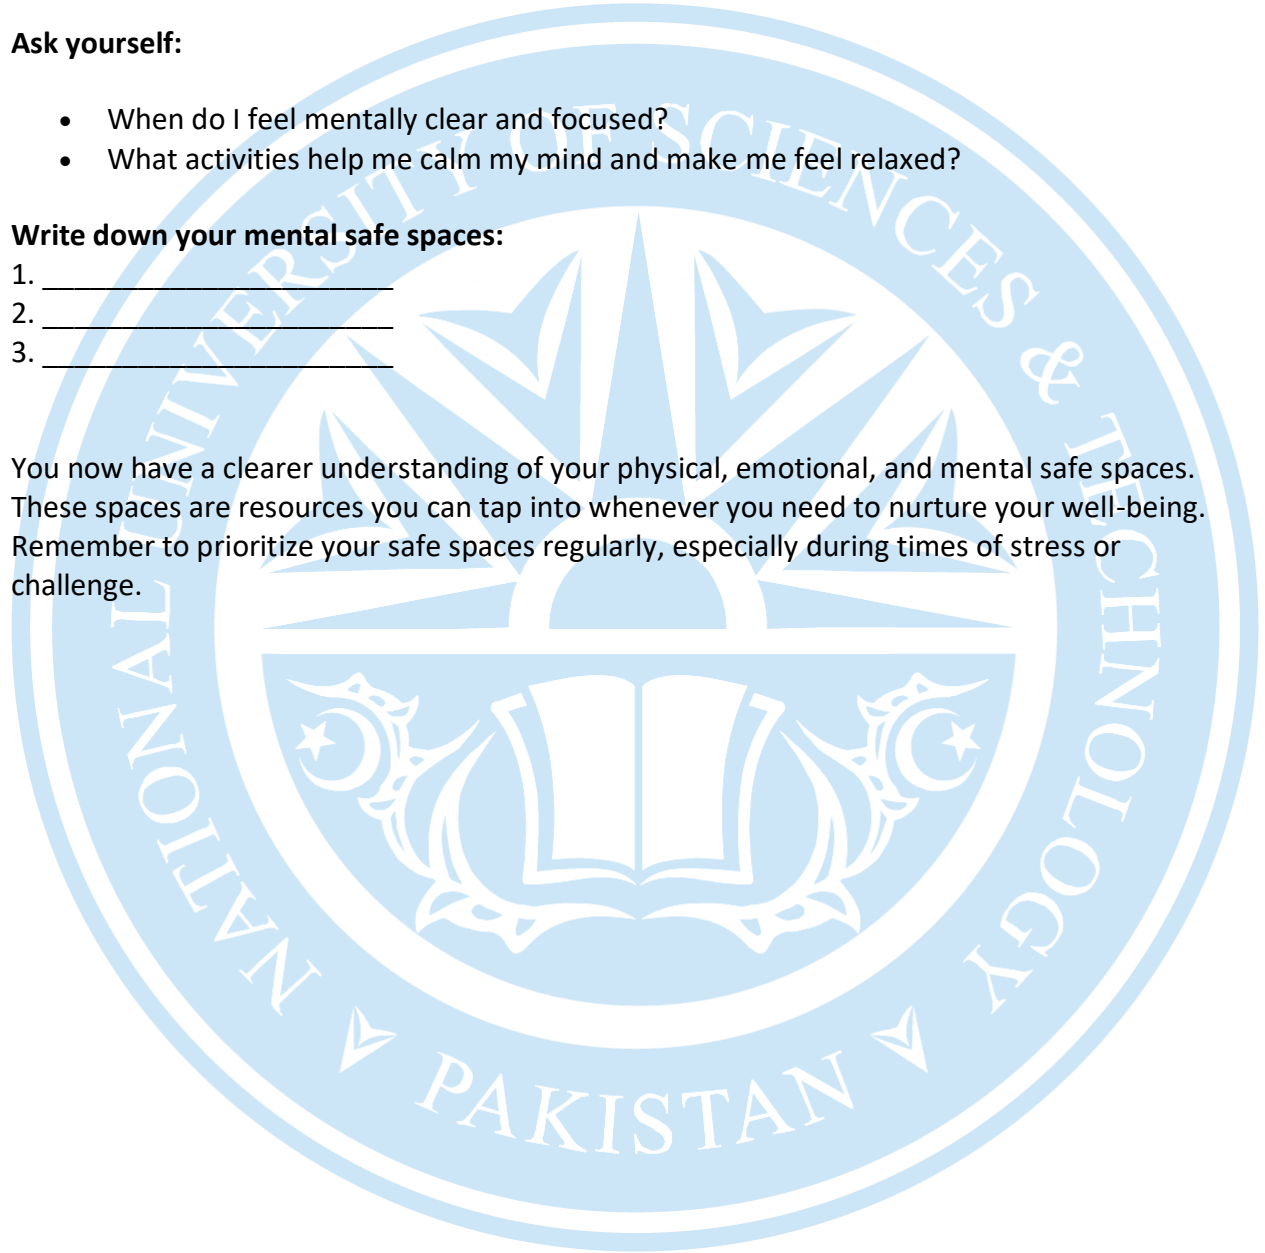 Ask yourself:
• When do I feel mentally clear and focused?
• What activities help me calm my mind and make me feel relaxed?
Write down your mental safe spaces:
1. ______________________
2. ______________________
3. ______________________
You now have a clearer understanding of your physical, emotional, and mental safe spaces.
These spaces are resources you can tap into whenever you need to nurture your well-being.
Remember to prioritize your safe spaces regularly, especially during times of stress or
challenge.
NATIONAL UNIVERSITY OF SCIENCES & TECHNOLOGY
PAKISTAN